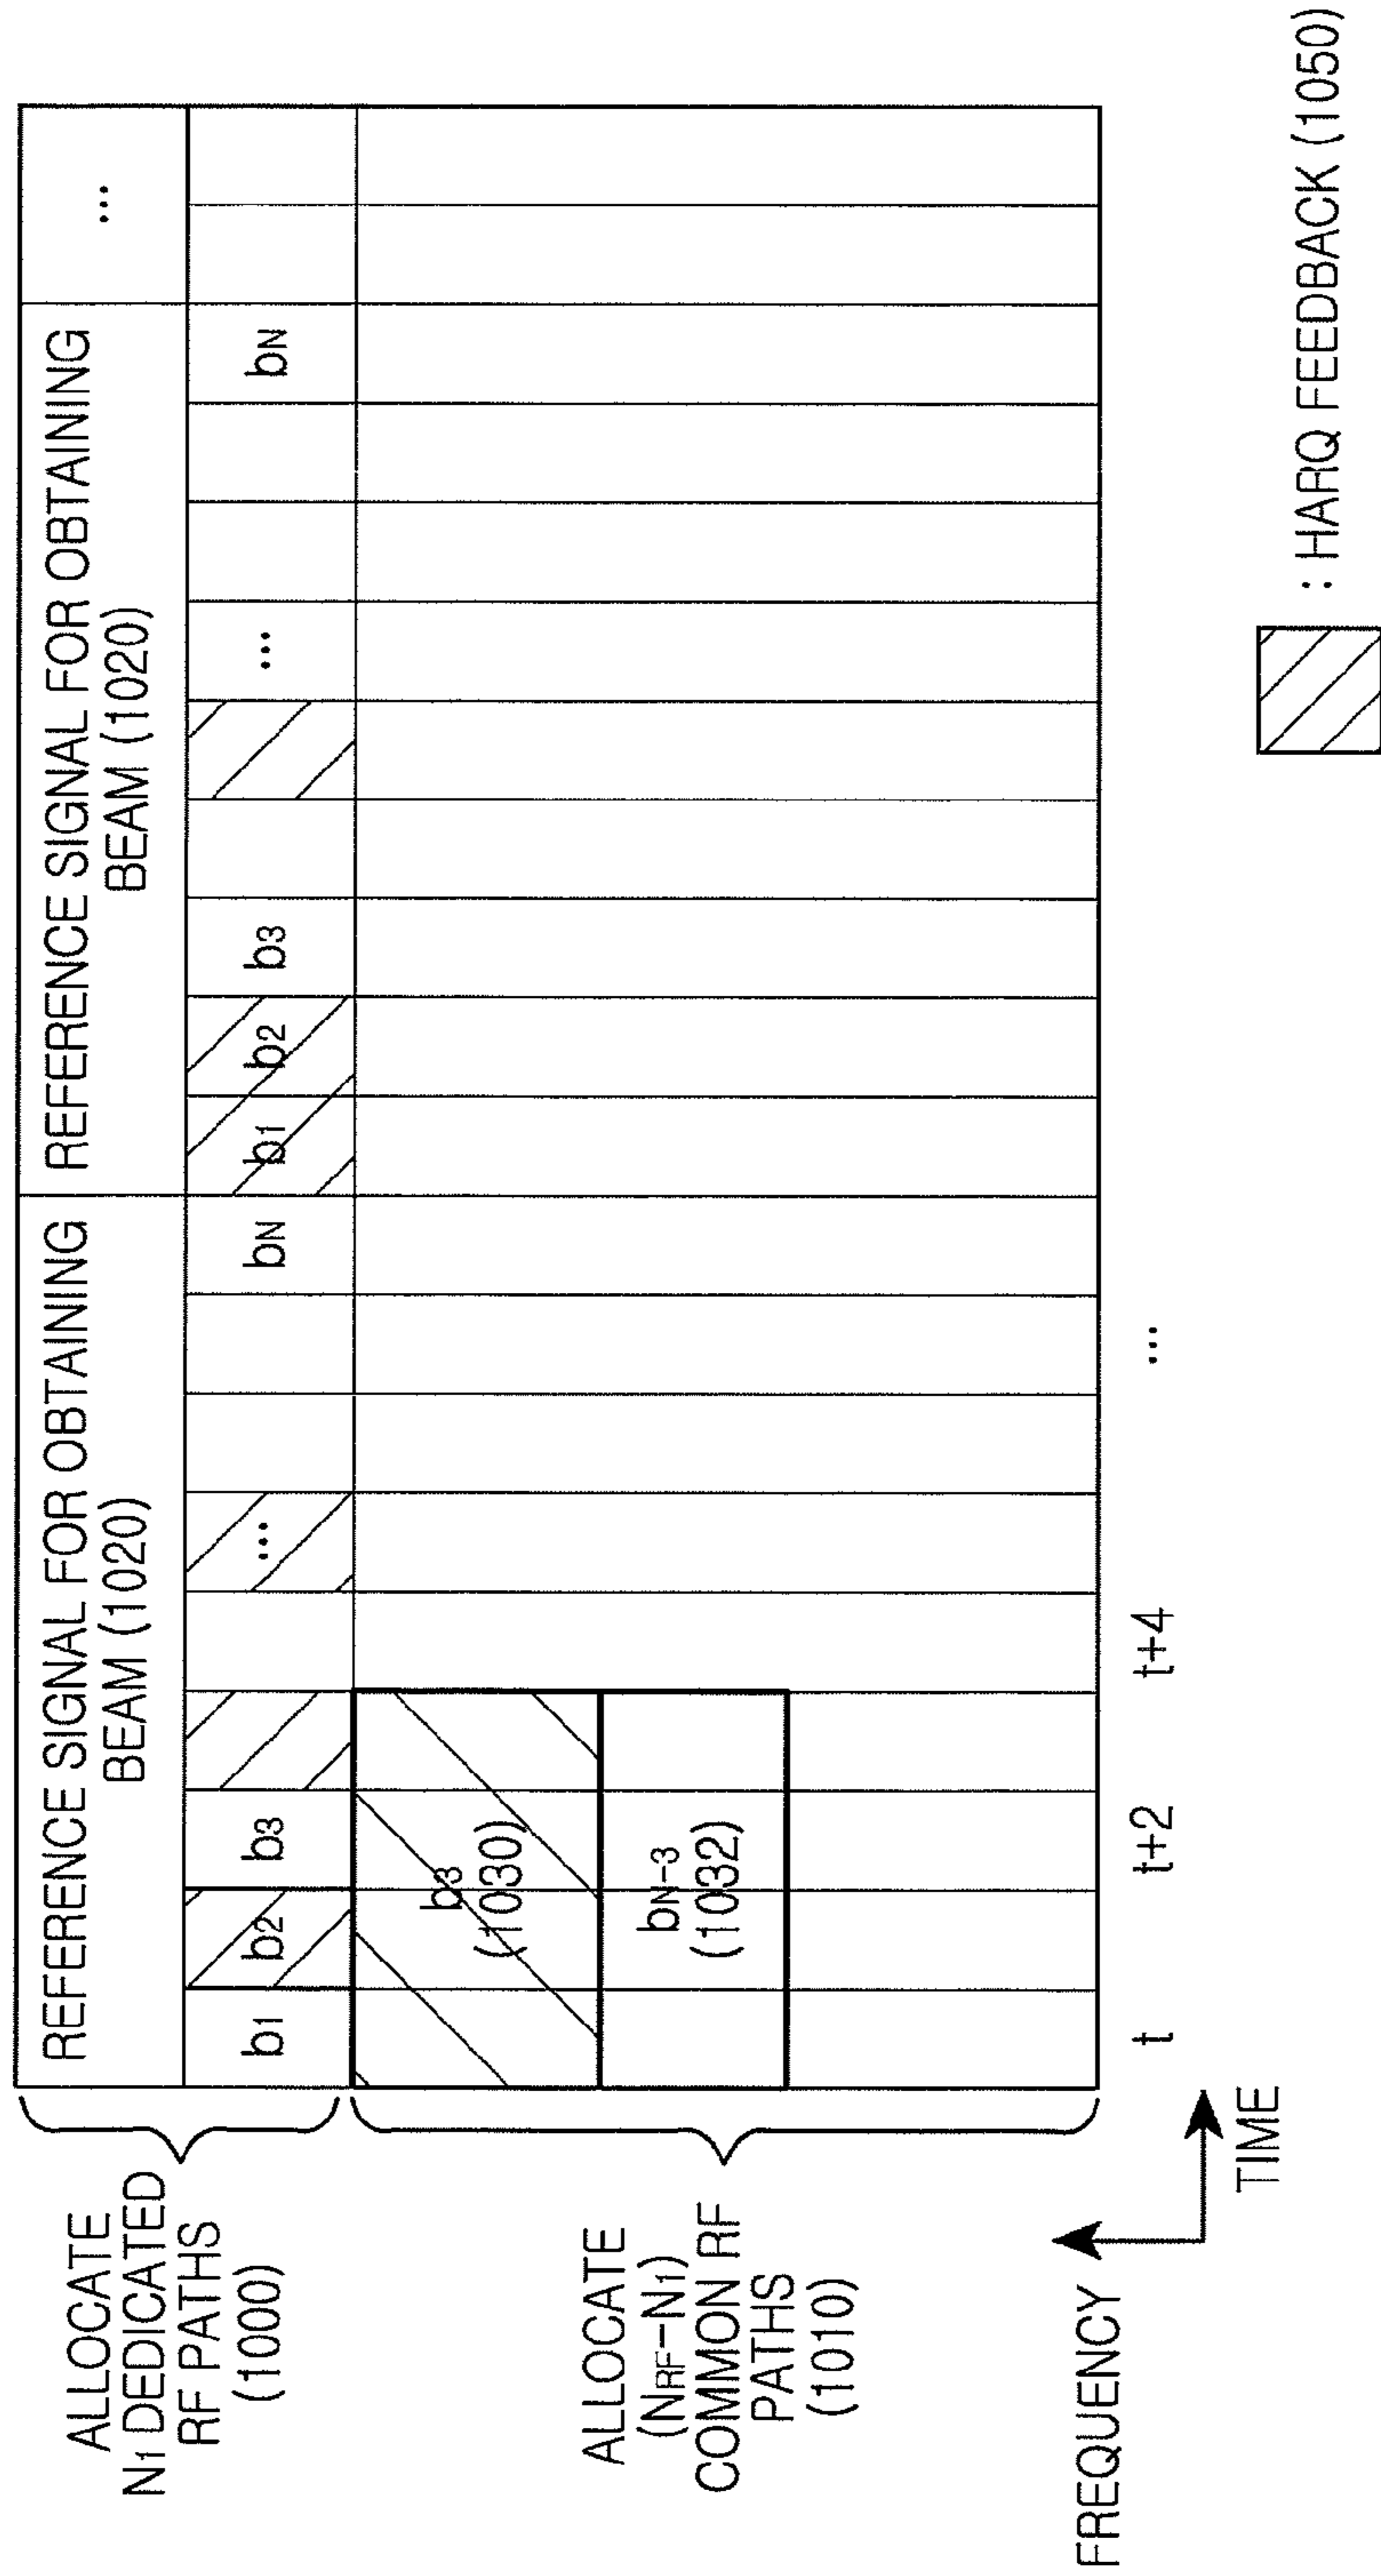 ALLOCATE
N1 DEDICATED
RF PATHS
(1000)
REFERENCE SIGNAL FOR OBTAINING
BEAM (1020)
REFERENCE SIGNAL FOR OBTAINING
BEAM (1020)
...
b1
b2
b3
...
bN
b1
b2
b3
...
bN
ALLOCATE
(NRF-N1)
COMMON RF
PATHS
(1010)
b3
(1030)
bN-3
(1032)
t
t+2
t+4
...
FREQUENCY
TIME
: HARQ FEEDBACK (1050)